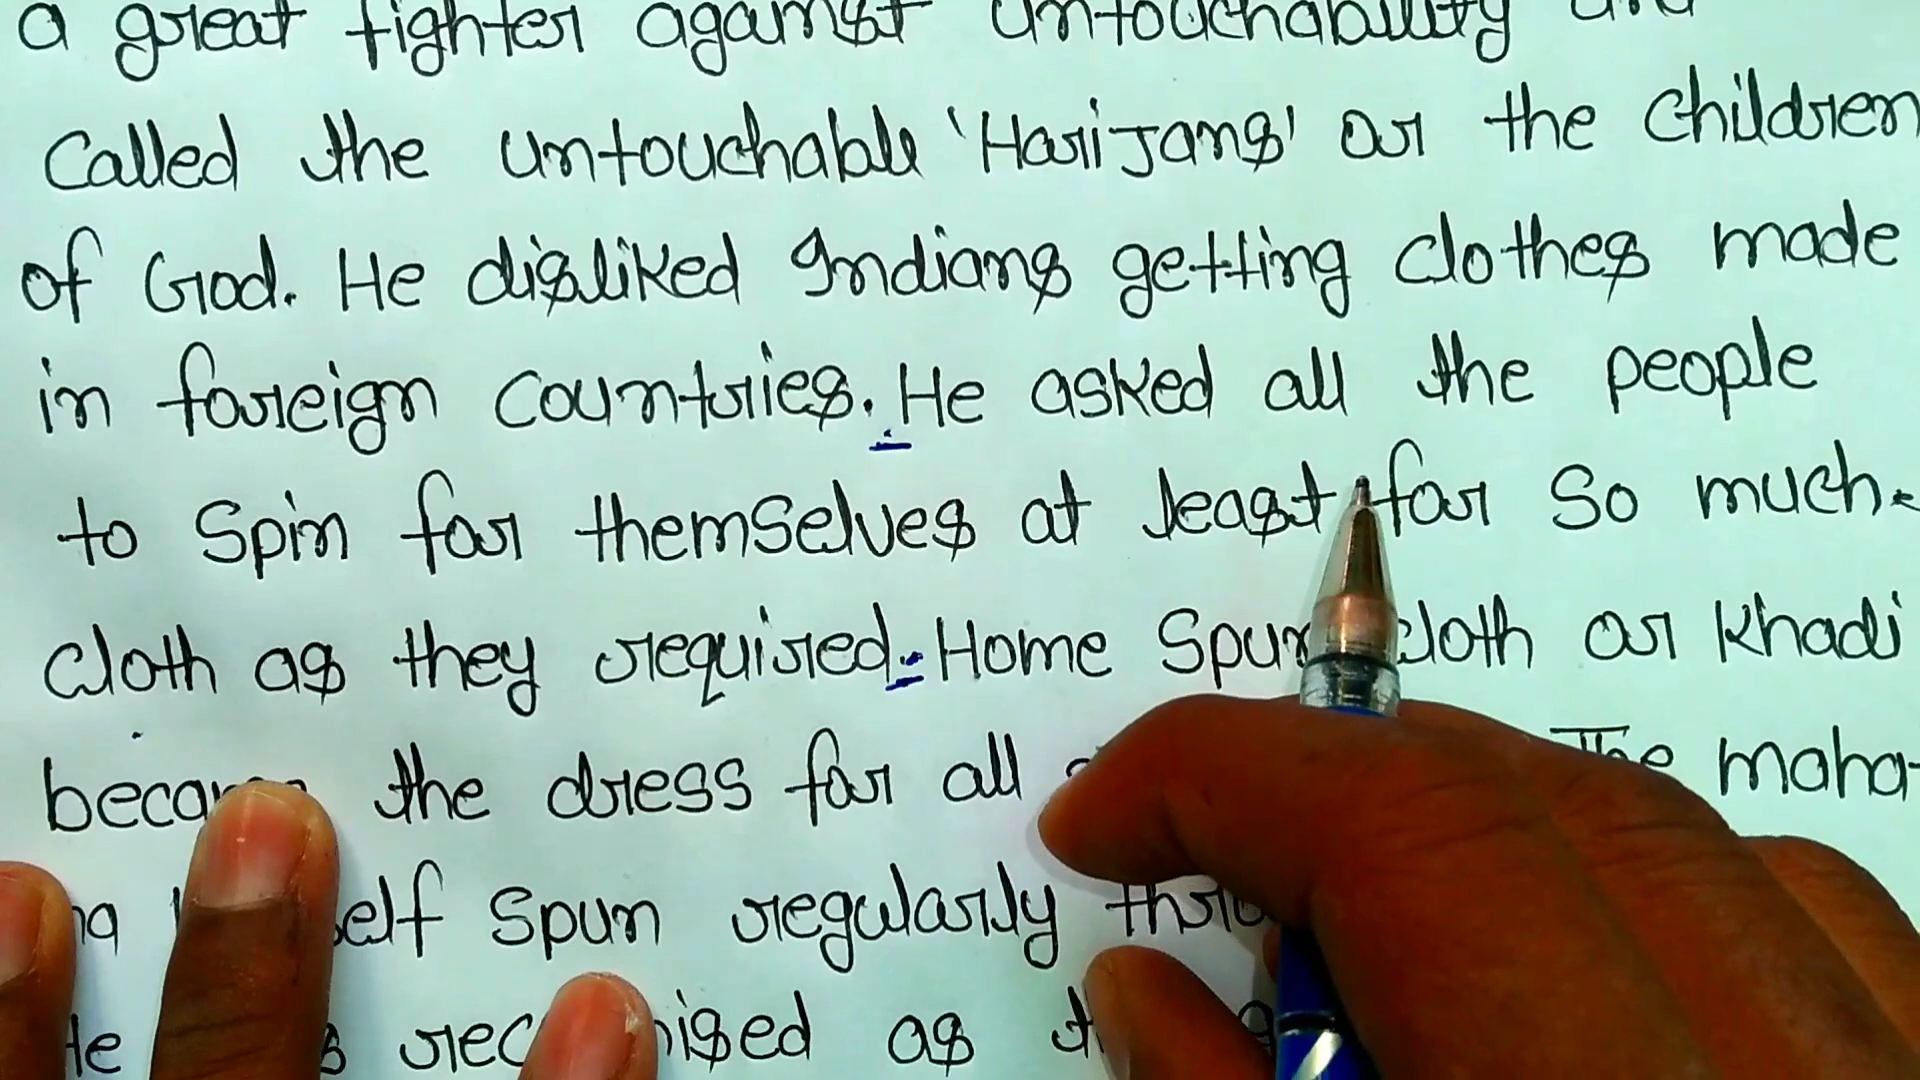 a great fighter against untouchability and
Called the untouchable 'HariJans' or the children
of God. He disliked Indians getting clothes made
in foreign countries. He asked all the people
to Spin for themselves at least for So much.
Cloth as they required. Home Spun cloth or Khadi
the dress for all The maha-
self Spun regularly
as